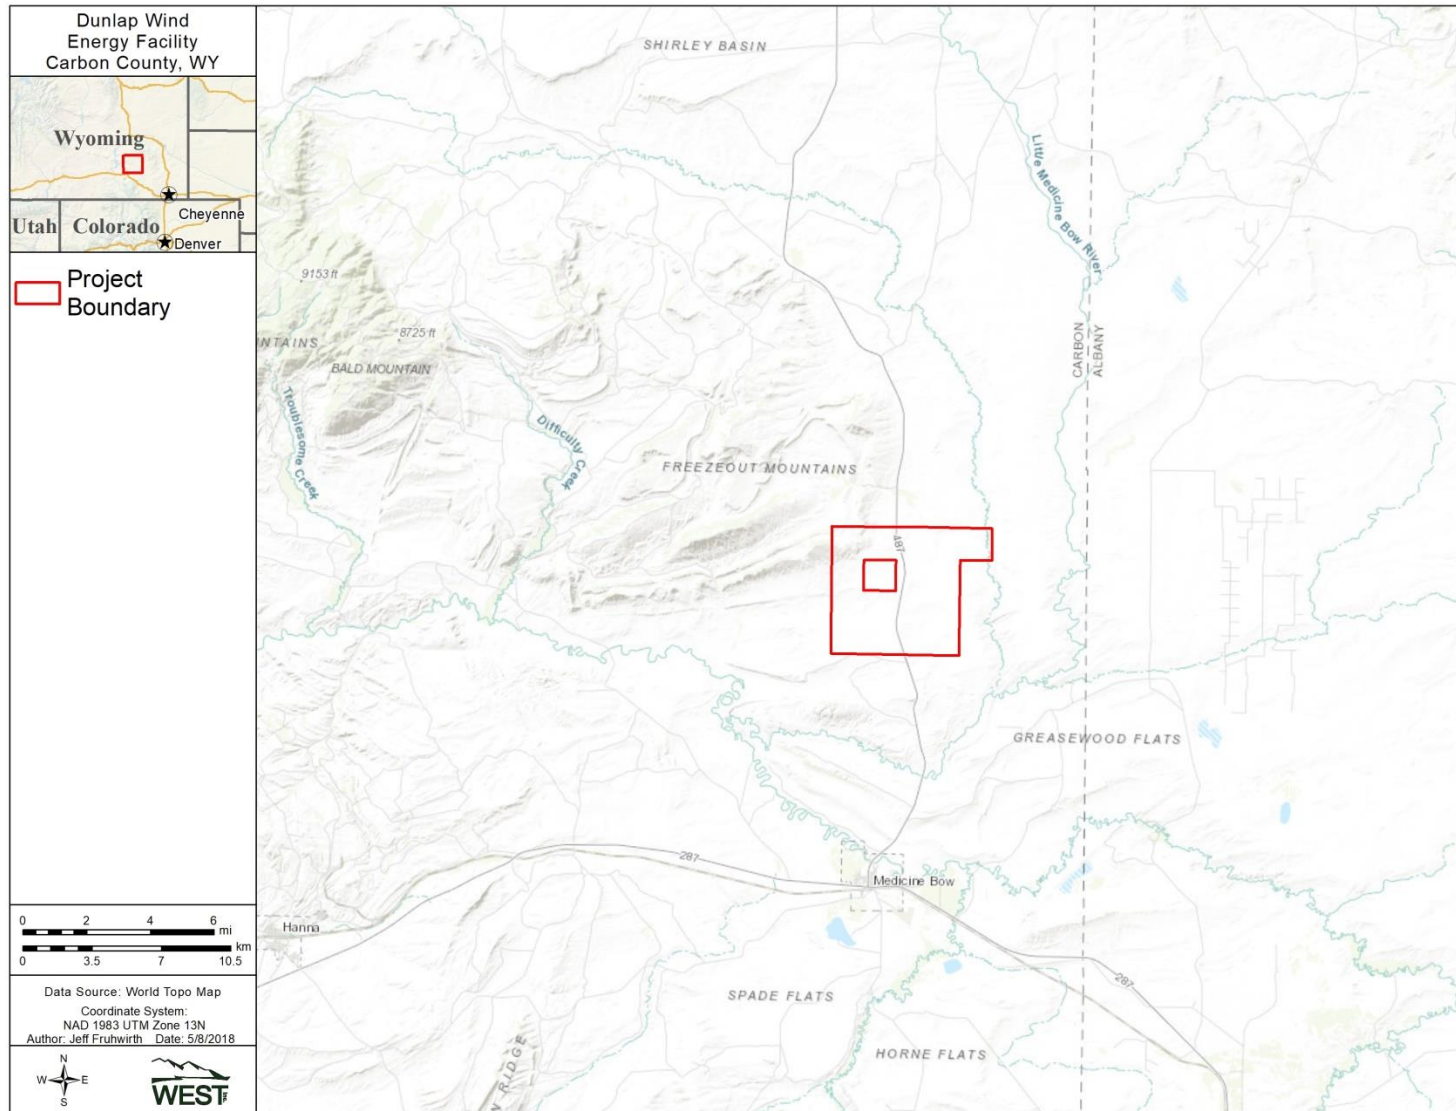 Dunlap Wind
Energy Facility
Carbon County, WY
Wyoming
Cheyenne
Utah
Colorado
Denver
Project
Boundary
0 2 4 6
mi
km
0 3.5 7 10.5
Data Source: World Topo Map
Coordinate System:
NAD 1983 UTM Zone 13N
Author: Jeff Fruhwirth Date: 5/8/2018
N
W E
S
WEST
SHIRLEY BASIN
Little Medicine Bow River
9153 ft
8725 ft
NTAINS
BALD MOUNTAIN
CARBON
ALBANY
Troublesome Creek
Difficulty Creek
FREEZEOUT MOUNTAINS
487
GREASEWOOD FLATS
287
Medicine Bow
Hanna
287
SPADE FLATS
HORNE FLATS
N RIDGE